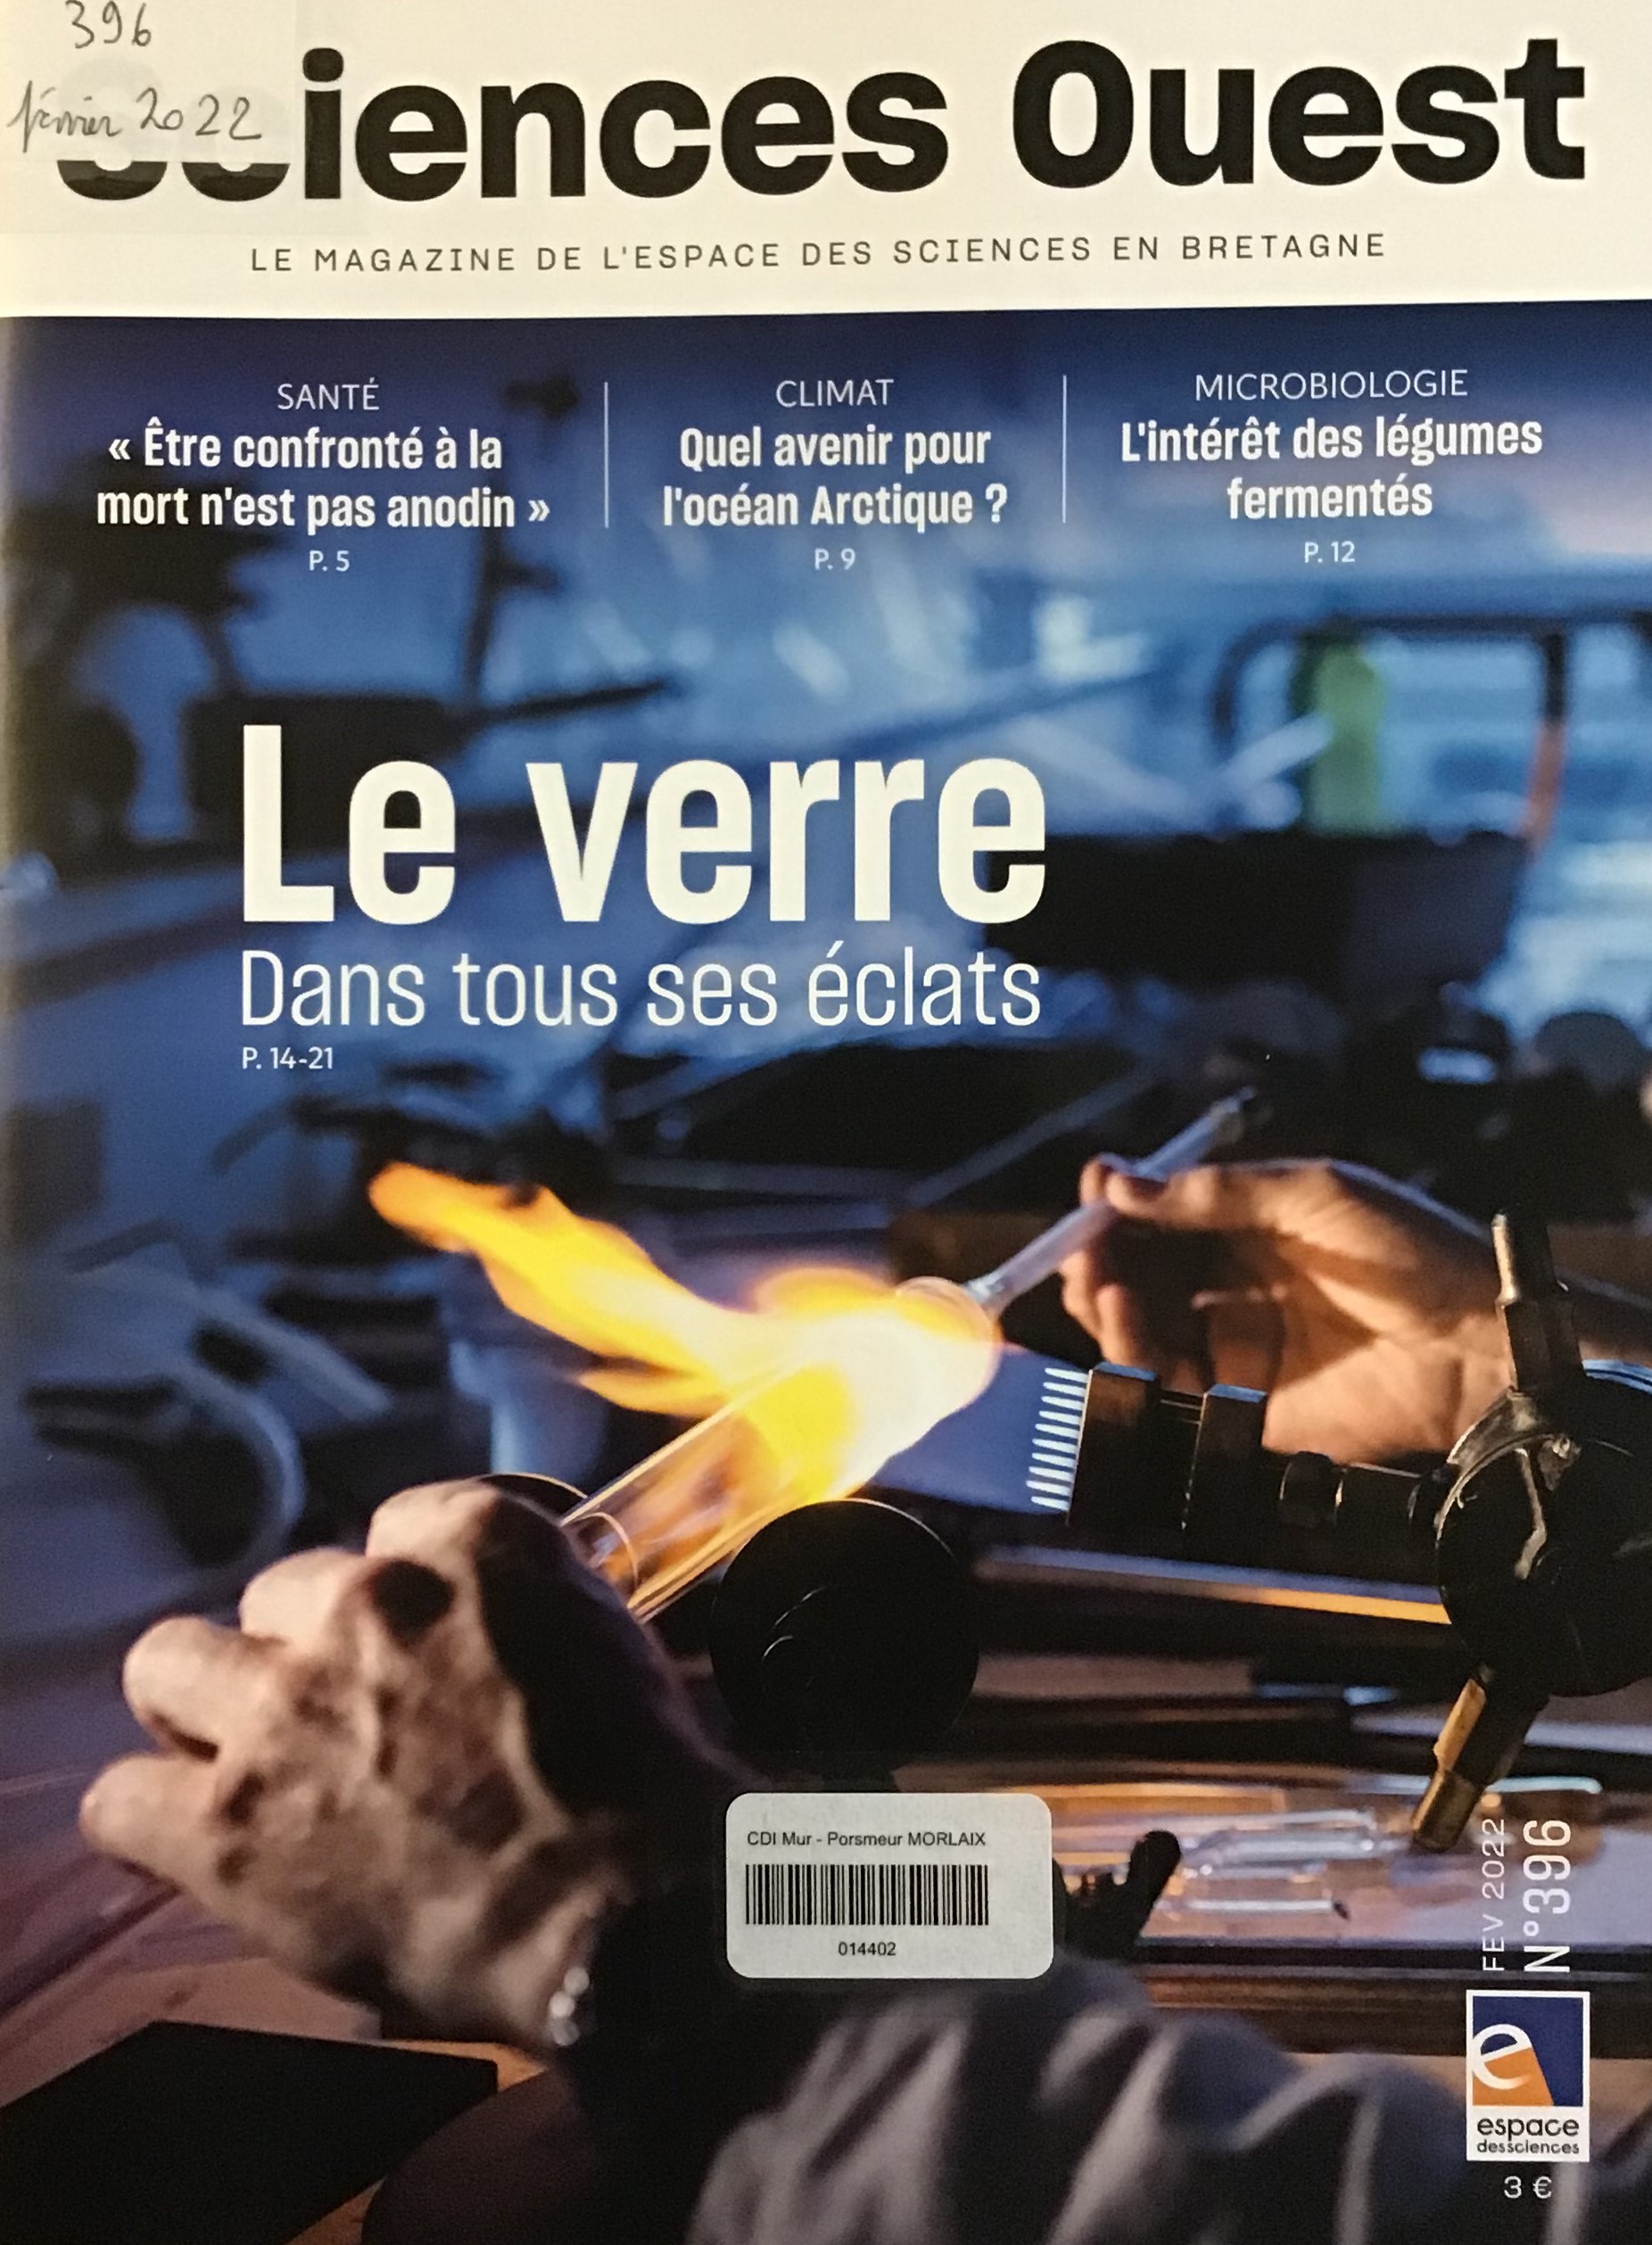 396
février 2022
Sciences Ouest
LE MAGAZINE DE L'ESPACE DES SCIENCES EN BRETAGNE
SANTÉ
« Être confronté à la
mort n'est pas anodin »
P. 5
CLIMAT
Quel avenir pour
l'océan Arctique ?
P. 9
MICROBIOLOGIE
L'intérêt des légumes
fermentés
P. 12
Le verre
Dans tous ses éclats
P. 14-21
CDI Mur - Porsmeur MORLAIX
014402
FEV 2022
N°396
e
espace
des sciences
3 €